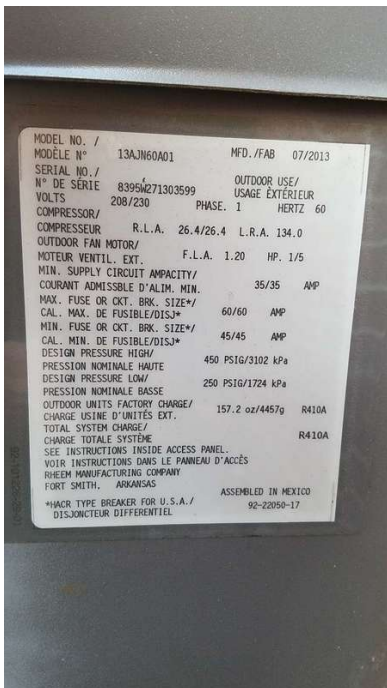 MODEL NO. /
MODÈLE N° 13AJN60A01 MFD./FAB 07/2013
SERIAL NO./
N° DE SÉRIE 8395W271303599 OUTDOOR USE/
USAGE EXTÉRIEUR
VOLTS 208/230 PHASE. 1 HERTZ 60
COMPRESSOR/
COMPRESSEUR R.L.A. 26.4/26.4 L.R.A. 134.0
OUTDOOR FAN MOTOR/
MOTEUR VENTIL. EXT. F.L.A. 1.20 HP. 1/5
MIN. SUPPLY CIRCUIT AMPACITY/
COURANT ADMISSBLE D'ALIM. MIN. 35/35 AMP
MAX. FUSE OR CKT. BRK. SIZE*/
CAL. MAX. DE FUSIBLE/DISJ* 60/60 AMP
MIN. FUSE OR CKT. BRK. SIZE*/
CAL. MIN. DE FUSIBLE/DISJ* 45/45 AMP
DESIGN PRESSURE HIGH/
PRESSION NOMINALE HAUTE 450 PSIG/3102 kPa
DESIGN PRESSURE LOW/
PRESSION NOMINALE BASSE 250 PSIG/1724 kPa
OUTDOOR UNITS FACTORY CHARGE/
CHARGE USINE D'UNITÉS EXT. 157.2 oz/4457g R410A
TOTAL SYSTEM CHARGE/
CHARGE TOTALE SYSTÈME R410A
SEE INSTRUCTIONS INSIDE ACCESS PANEL.
VOIR INSTRUCTIONS DANS LE PANNEAU D'ACCÈS
RHEEM MANUFACTURING COMPANY
FORT SMITH, ARKANSAS ASSEMBLED IN MEXICO
*HACR TYPE BREAKER FOR U.S.A./ 92-22050-17
DISJONCTEUR DIFFERENTIEL